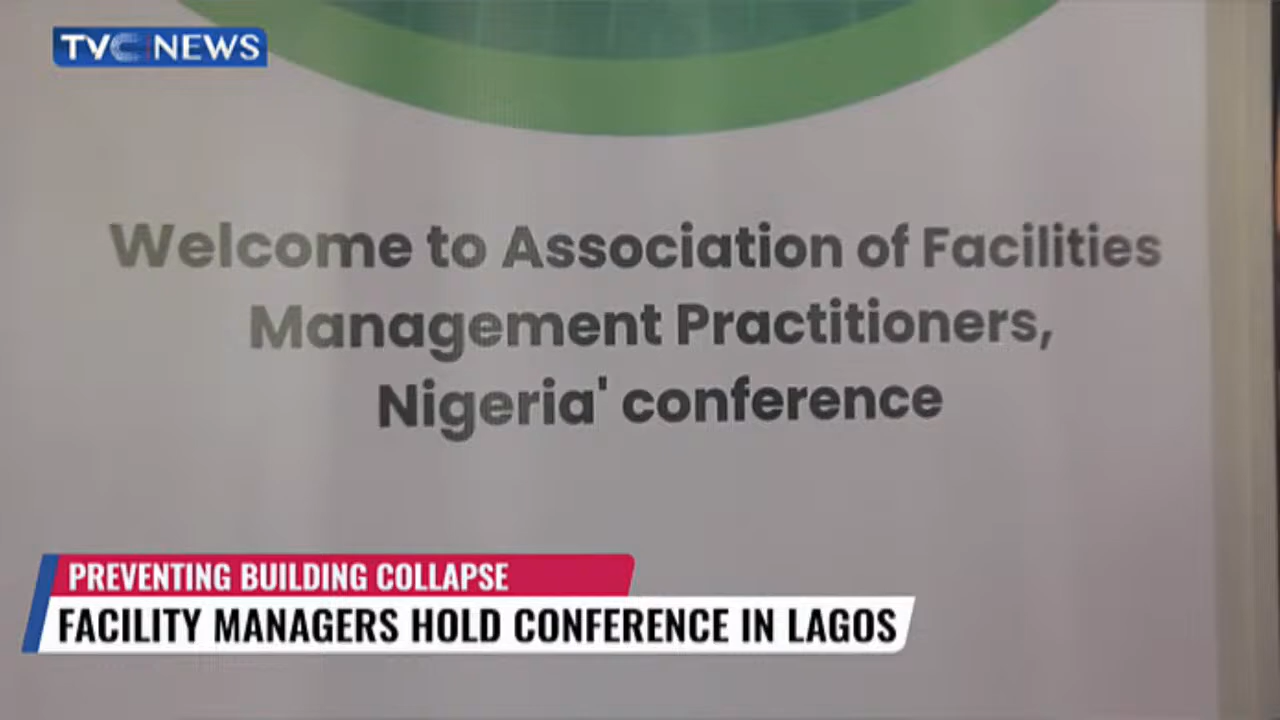 TVC NEWS
Welcome to Association of Facilities
Management Practitioners,
Nigeria' conference
PREVENTING BUILDING COLLAPSE
FACILITY MANAGERS HOLD CONFERENCE IN LAGOS